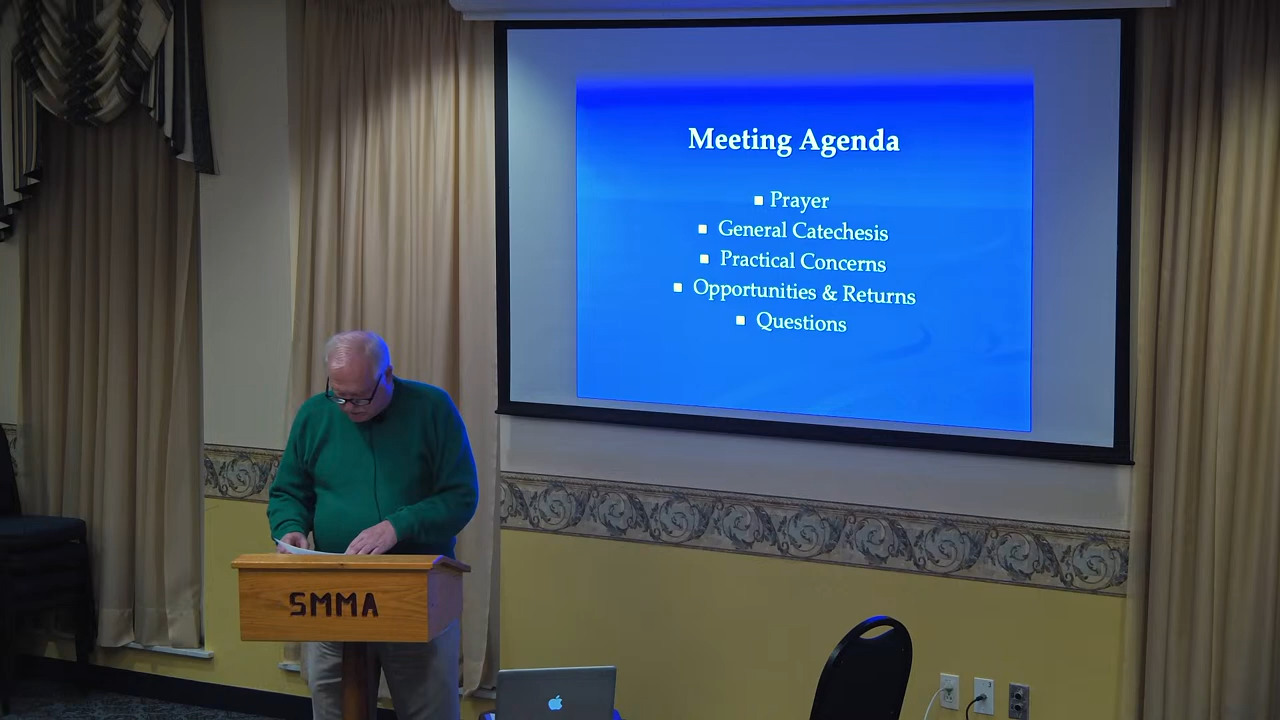 Meeting Agenda
▪ Prayer
▪ General Catechesis
▪ Practical Concerns
▪ Opportunities & Returns
▪ Questions
SMMA